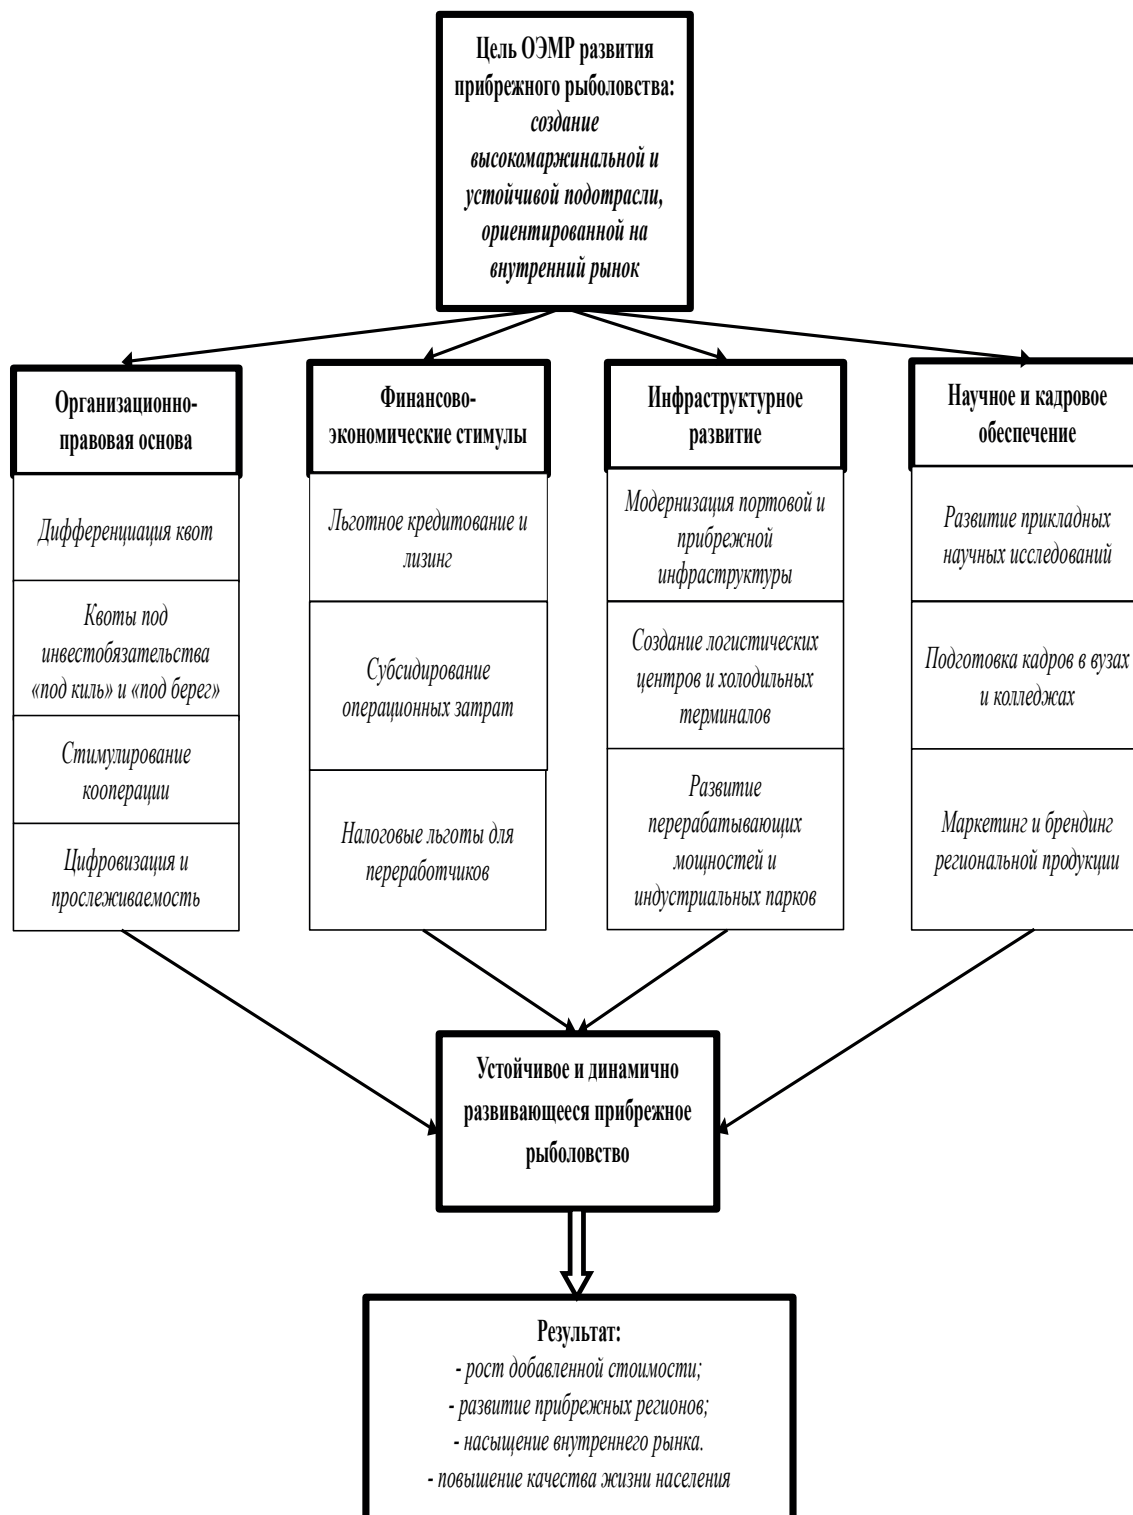 Цель ОЭМР развития
прибрежного рыболовства:
создание
высокомаржинальной и
устойчивой подотрасли,
ориентированной на
внутренний рынок
Организационно-
правовая основа
Дифференциация квот
Квоты под
инвестобязательства
«под киль» и «под берег»
Стимулирование
кооперации
Цифровизация и
прослеживаемость
Финансово-
экономические стимулы
Льготное кредитование и
лизинг
Субсидирование
операционных затрат
Налоговые льготы для
переработчиков
Инфраструктурное
развитие
Модернизация портовой и
прибрежной
инфраструктуры
Создание логистических
центров и холодильных
терминалов
Развитие
перерабатывающих
мощностей и
индустриальных парков
Научное и кадровое
обеспечение
Развитие прикладных
научных исследований
Подготовка кадров в вузах
и колледжах
Маркетинг и брендинг
региональной продукции
Устойчивое и динамично
развивающееся прибрежное
рыболовство
Результат:
- рост добавленной стоимости;
- развитие прибрежных регионов;
- насыщение внутреннего рынка.
- повышение качества жизни населения